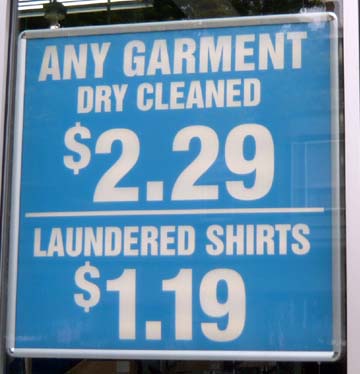 ANY GARMENT
DRY CLEANED
$2.29
LAUNDERED SHIRTS
$1.19